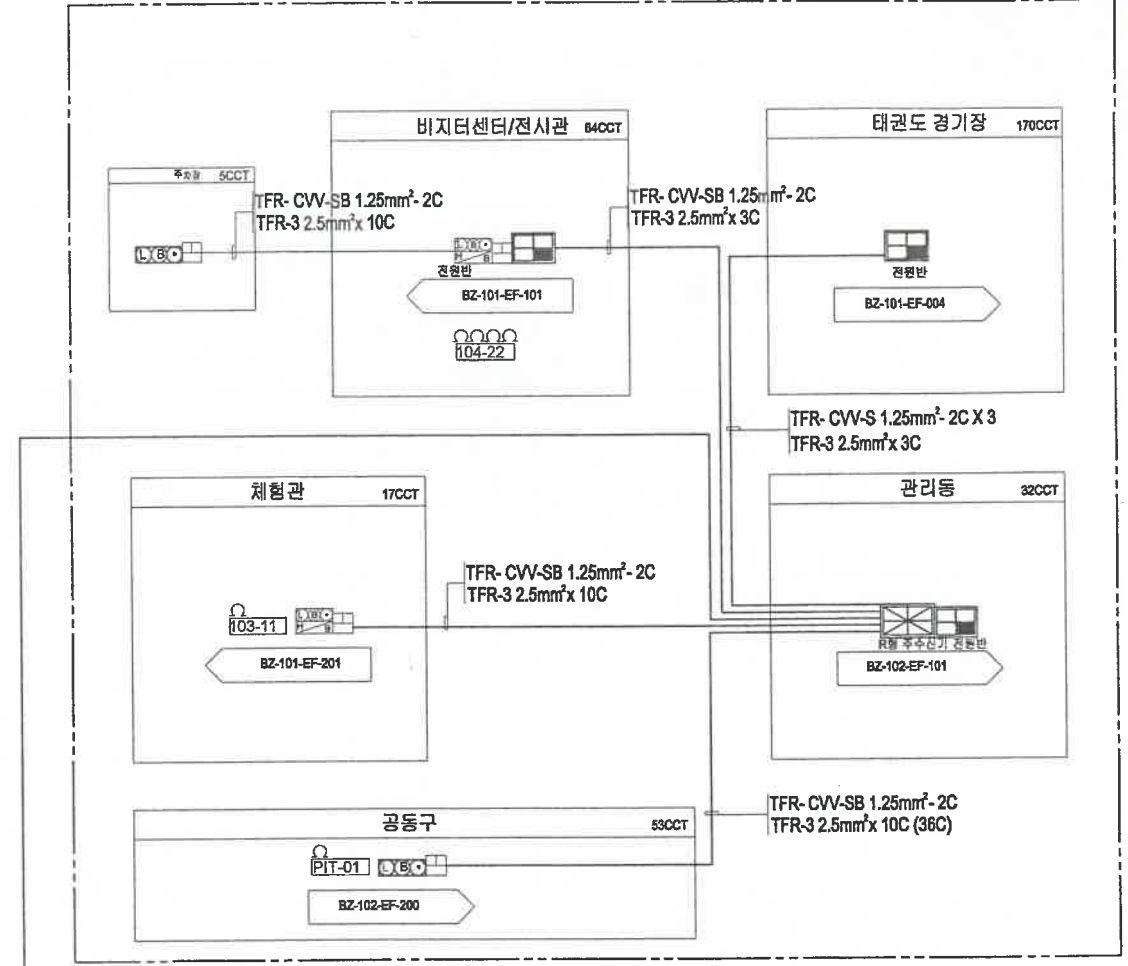 비지터센터/전시관 64CCT
태권도 경기장 170CCT
주차장 5CCT
TFR- CVV-SB 1.25mm²- 2C
TFR-3 2.5mm²x 10C
TFR- CVV-SB 1.25mm²- 2C
TFR-3 2.5mm²x 3C
L B
L B
H B
전원반
전원반
BZ-101-EF-101
BZ-101-EF-004
104-22
TFR- CVV-S 1.25mm²- 2C X 3
TFR-3 2.5mm²x 3C
체험관 17CCT
관리동 32CCT
TFR- CVV-SB 1.25mm²- 2C
TFR-3 2.5mm²x 10C
103-11
L B
H B
R형 주수신기 전원반
BZ-101-EF-201
BZ-102-EF-101
TFR- CVV-SB 1.25mm²- 2C
TFR-3 2.5mm²x 10C (36C)
공동구 53CCT
PIT-01 L B
BZ-102-EF-200